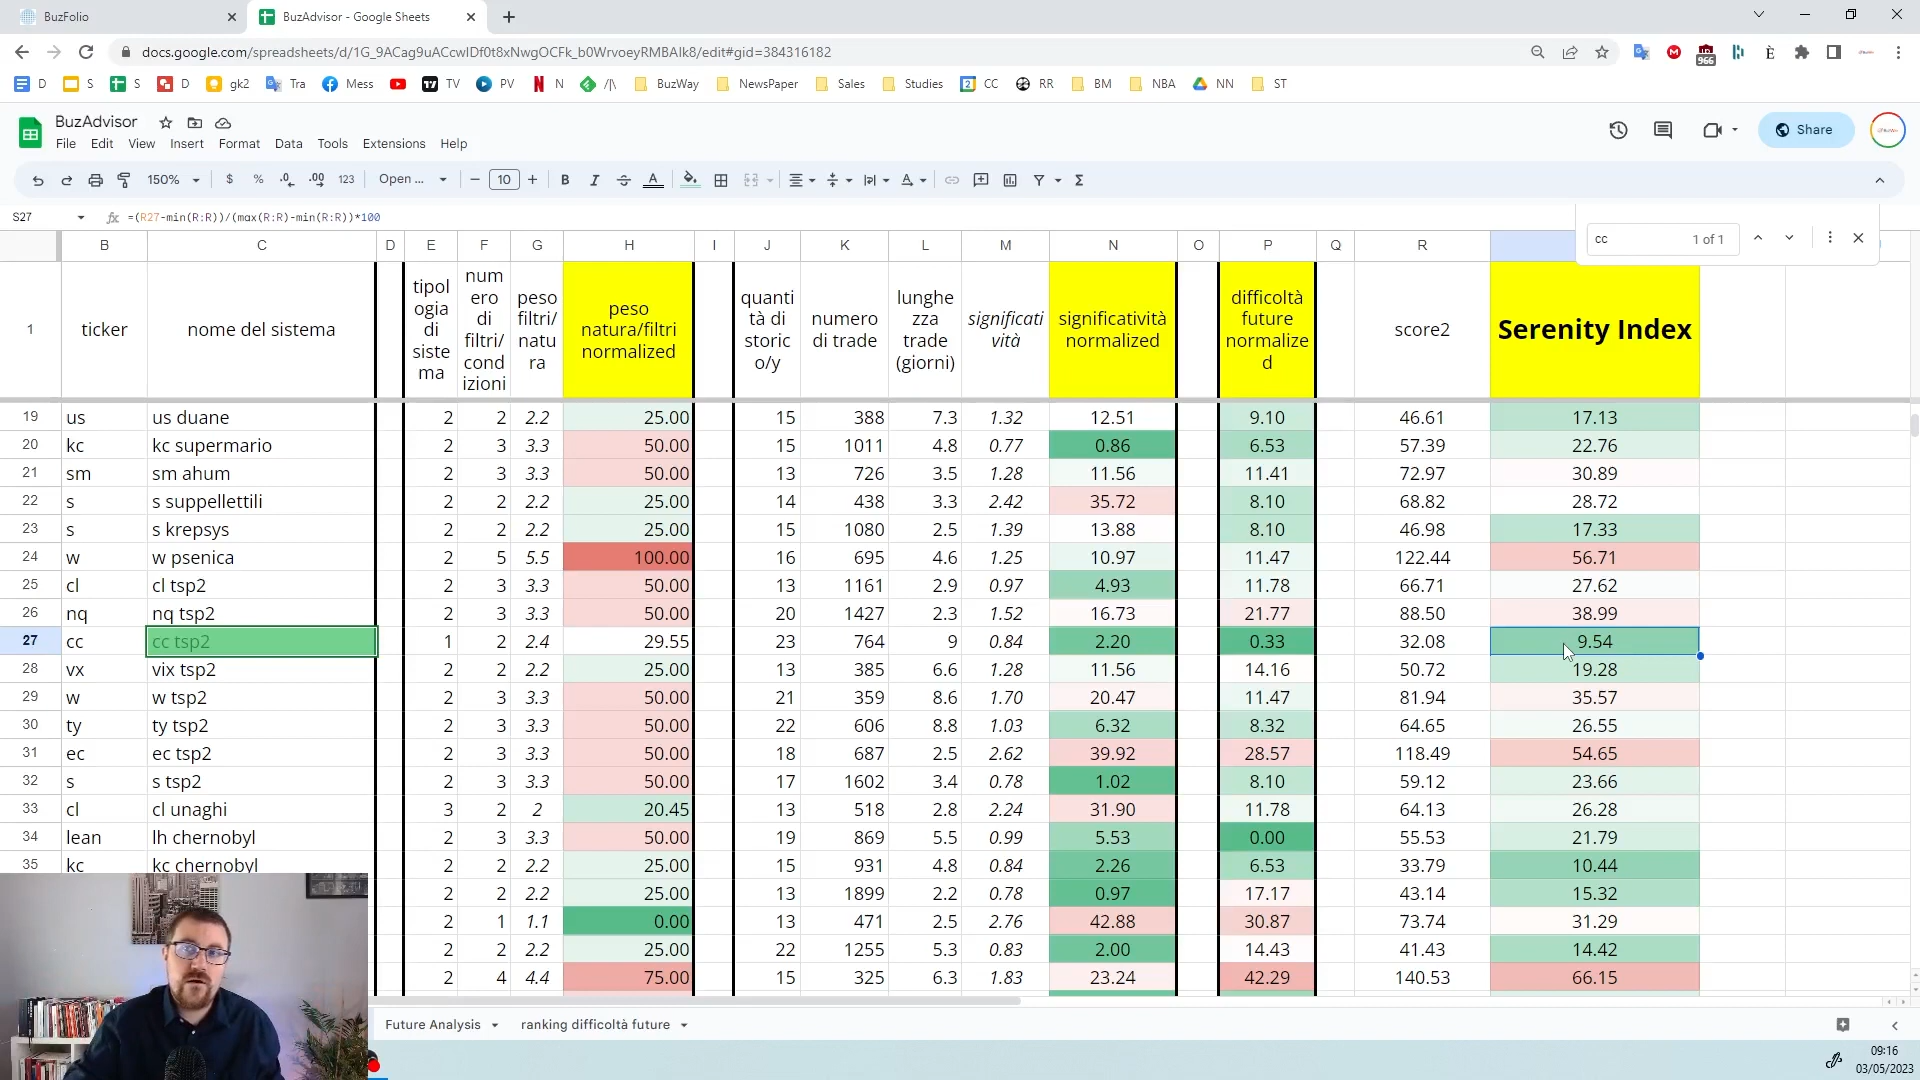 BuzFolio
BuzAdvisor - Google Sheets
docs.google.com/spreadsheets/d/1G_9ACag9uACcwIDf0t8xNwgOCFk_b0WrvoeyRMBAIk8/edit#gid=384316182
966
D S S D gk2 Tra Mess TV PV N /|\ BuzWay NewsPaper Sales Studies CC RR BM NBA NN ST
BuzAdvisor
File Edit View Insert Format Data Tools Extensions Help
Share
150% $ % .0 .00 123 Open ... 10 B I A
S27 fx =(R27-min(R:R))/(max(R:R)-min(R:R))*100
cc 1 of 1
B C D E F G H I J K L M N O P Q R
1 ticker nome del sistema tipologia di sistema numero di filtri/condizioni peso filtri/natura peso natura/filtri normalized quantità di storico/y numero di trade lunghezza trade (giorni) significatività significatività normalized difficoltà future normalized score2 Serenity Index
19 us us duane 2 2 2.2 25.00 15 388 7.3 1.32 12.51 9.10 46.61 17.13
20 kc kc supermario 2 3 3.3 50.00 15 1011 4.8 0.77 0.86 6.53 57.39 22.76
21 sm sm ahum 2 3 3.3 50.00 13 726 3.5 1.28 11.56 11.41 72.97 30.89
22 s s suppellettili 2 2 2.2 25.00 14 438 3.3 2.42 35.72 8.10 68.82 28.72
23 s s krepsys 2 2 2.2 25.00 15 1080 2.5 1.39 13.88 8.10 46.98 17.33
24 w w psenica 2 5 5.5 100.00 16 695 4.6 1.25 10.97 11.47 122.44 56.71
25 cl cl tsp2 2 3 3.3 50.00 13 1161 2.9 0.97 4.93 11.78 66.71 27.62
26 nq nq tsp2 2 3 3.3 50.00 20 1427 2.3 1.52 16.73 21.77 88.50 38.99
27 cc cc tsp2 1 2 2.4 29.55 23 764 9 0.84 2.20 0.33 32.08 9.54
28 vx vix tsp2 2 2 2.2 25.00 13 385 6.6 1.28 11.56 14.16 50.72 19.28
29 w w tsp2 2 3 3.3 50.00 21 359 8.6 1.70 20.47 11.47 81.94 35.57
30 ty ty tsp2 2 3 3.3 50.00 22 606 8.8 1.03 6.32 8.32 64.65 26.55
31 ec ec tsp2 2 3 3.3 50.00 18 687 2.5 2.62 39.92 28.57 118.49 54.65
32 s s tsp2 2 3 3.3 50.00 17 1602 3.4 0.78 1.02 8.10 59.12 23.66
33 cl cl unaghi 3 2 2 20.45 13 518 2.8 2.24 31.90 11.78 64.13 26.28
34 lean lh chernobyl 2 3 3.3 50.00 19 869 5.5 0.99 5.53 0.00 55.53 21.79
35 kc kc chernobyl 2 2 2.2 25.00 15 931 4.8 0.84 2.26 6.53 33.79 10.44
2 2 2.2 25.00 13 1899 2.2 0.78 0.97 17.17 43.14 15.32
2 1 1.1 0.00 13 471 2.5 2.76 42.88 30.87 73.74 31.29
2 2 2.2 25.00 22 1255 5.3 0.83 2.00 14.43 41.43 14.42
2 4 4.4 75.00 15 325 6.3 1.83 23.24 42.29 140.53 66.15
Future Analysis ranking difficoltà future
09:16
03/05/2023